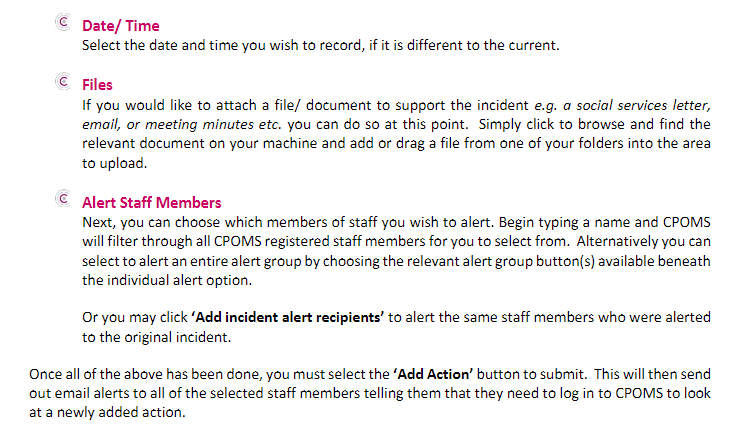 Date/ Time
Select the date and time you wish to record, if it is different to the current.
Files
If you would like to attach a file/ document to support the incident e.g. a social services letter,
email, or meeting minutes etc. you can do so at this point.  Simply click to browse and find the
relevant document on your machine and add or drag a file from one of your folders into the area
to upload.
Alert Staff Members
Next, you can choose which members of staff you wish to alert. Begin typing a name and CPOMS
will filter through all CPOMS registered staff members for you to select from.  Alternatively you can
select to alert an entire alert group by choosing the relevant alert group button(s) available beneath
the individual alert option.
Or you may click ‘Add incident alert recipients’ to alert the same staff members who were alerted
to the original incident.
Once all of the above has been done, you must select the ‘Add Action’ button to submit.  This will then send
out email alerts to all of the selected staff members telling them that they need to log in to CPOMS to look
at a newly added action.